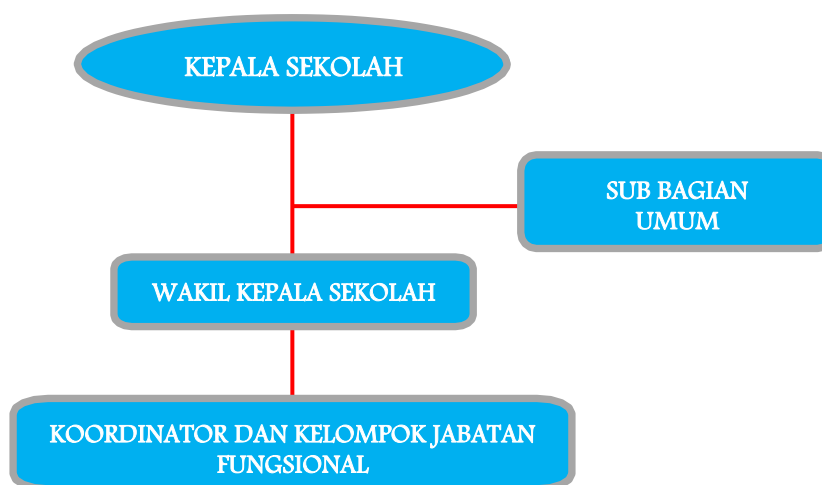 KEPALA SEKOLAH
SUB BAGIAN
UMUM
WAKIL KEPALA SEKOLAH
KOORDINATOR DAN KELOMPOK JABATAN
FUNGSIONAL